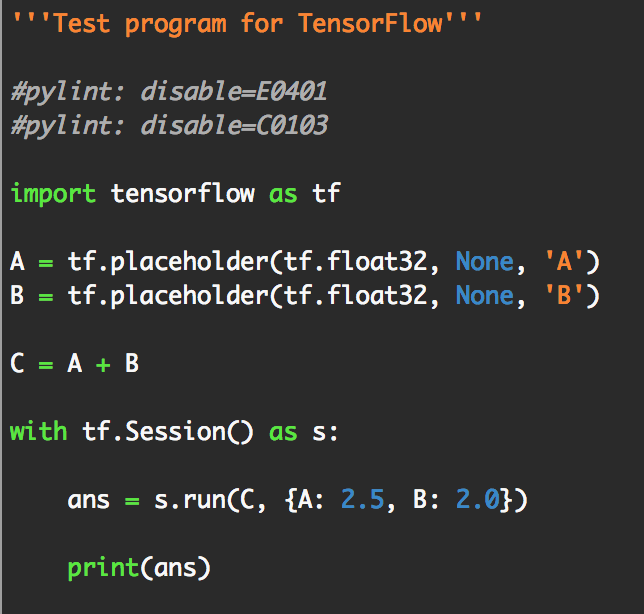 '''Test program for TensorFlow'''
#pylint: disable=E0401
#pylint: disable=C0103
import tensorflow as tf
A = tf.placeholder(tf.float32, None, 'A')
B = tf.placeholder(tf.float32, None, 'B')
C = A + B
with tf.Session() as s:
    ans = s.run(C, {A: 2.5, B: 2.0})
    print(ans)